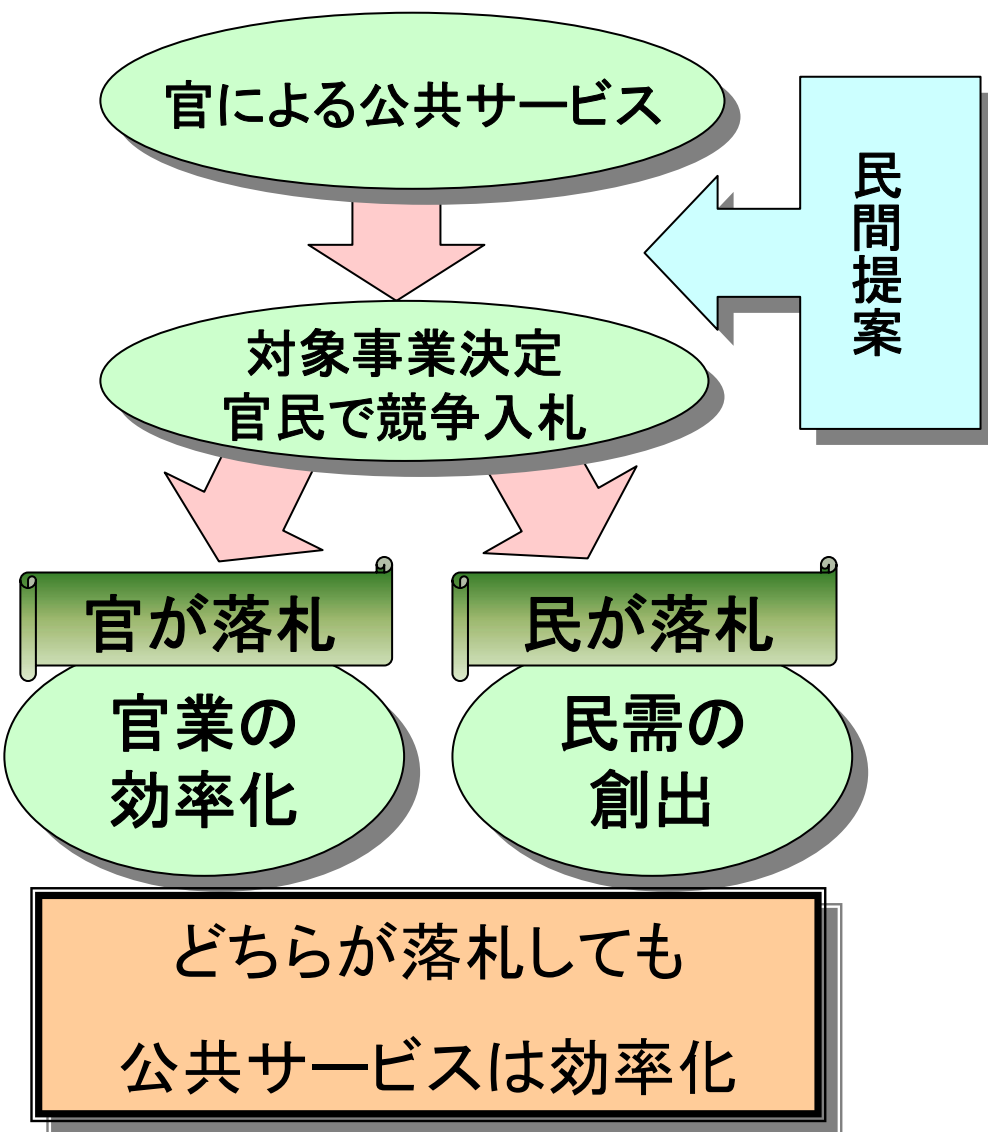 官による公共サービス
民間提案
対象事業決定
官民で競争入札
官が落札
民が落札
官業の
効率化
民需の
創出
どちらが落札しても
公共サービスは効率化